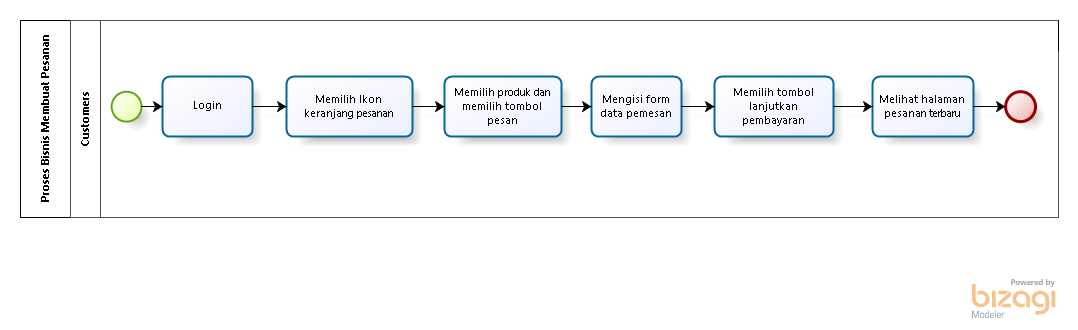 Proses Bisnis Membuat Pesanan
Customers
Login
Memilih Ikon
keranjang pesanan
Memilih produk dan
memilih tombol
pesan
Mengisi form
data pemesan
Memilih tombol
lanjutkan
pembayaran
Melihat halaman
pesanan terbaru
Powered by
bizagi
Modeler